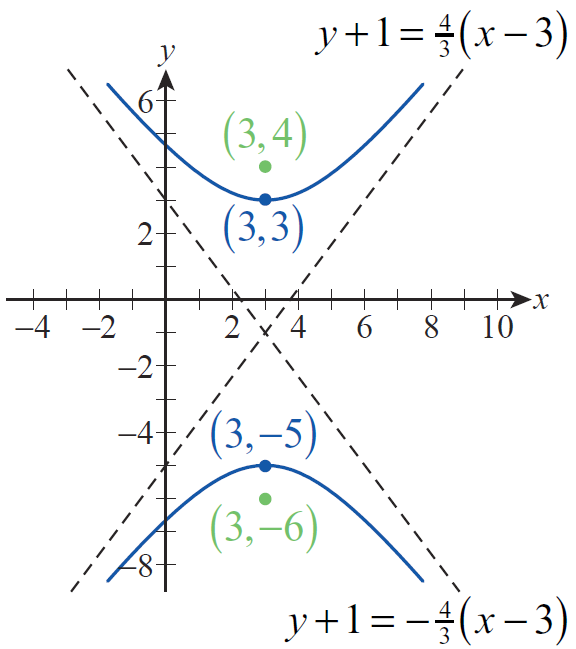 y + 1 = 4/3 (x − 3)
y
6
(3, 4)
2
(3, 3)
x
−4 −2 2 4 6 8 10
−2
−4
(3, −5)
(3, −6)
−8
y + 1 = −4/3 (x − 3)